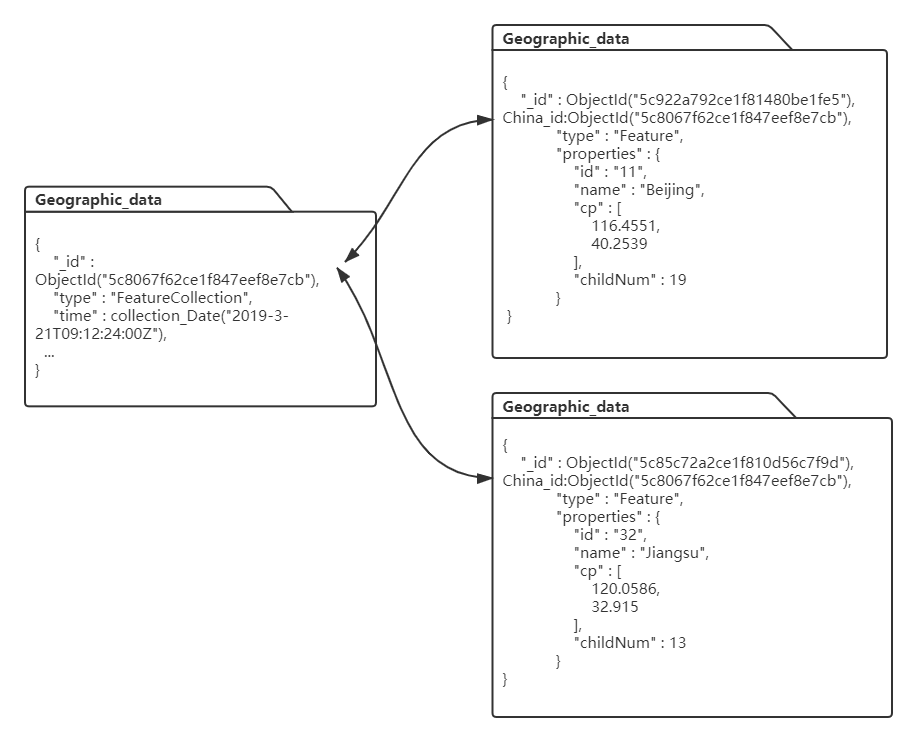 Geographic_data
{
"_id" :
ObjectId("5c8067f62ce1f847eef8e7cb"),
"type" : "FeatureCollection",
"time" : collection_Date("2019-3-
21T09:12:24:00Z"),
...
}
Geographic_data
{
"_id" : ObjectId("5c922a792ce1f81480be1fe5"),
China_id:ObjectId("5c8067f62ce1f847eef8e7cb"),
"type" : "Feature",
"properties" : {
"id" : "11",
"name" : "Beijing",
"cp" : [
116.4551,
40.2539
],
"childNum" : 19
}
}
Geographic_data
{
"_id" : ObjectId("5c85c72a2ce1f810d56c7f9d"),
China_id:ObjectId("5c8067f62ce1f847eef8e7cb"),
"type" : "Feature",
"properties" : {
"id" : "32",
"name" : "Jiangsu",
"cp" : [
120.0586,
32.915
],
"childNum" : 13
}
}